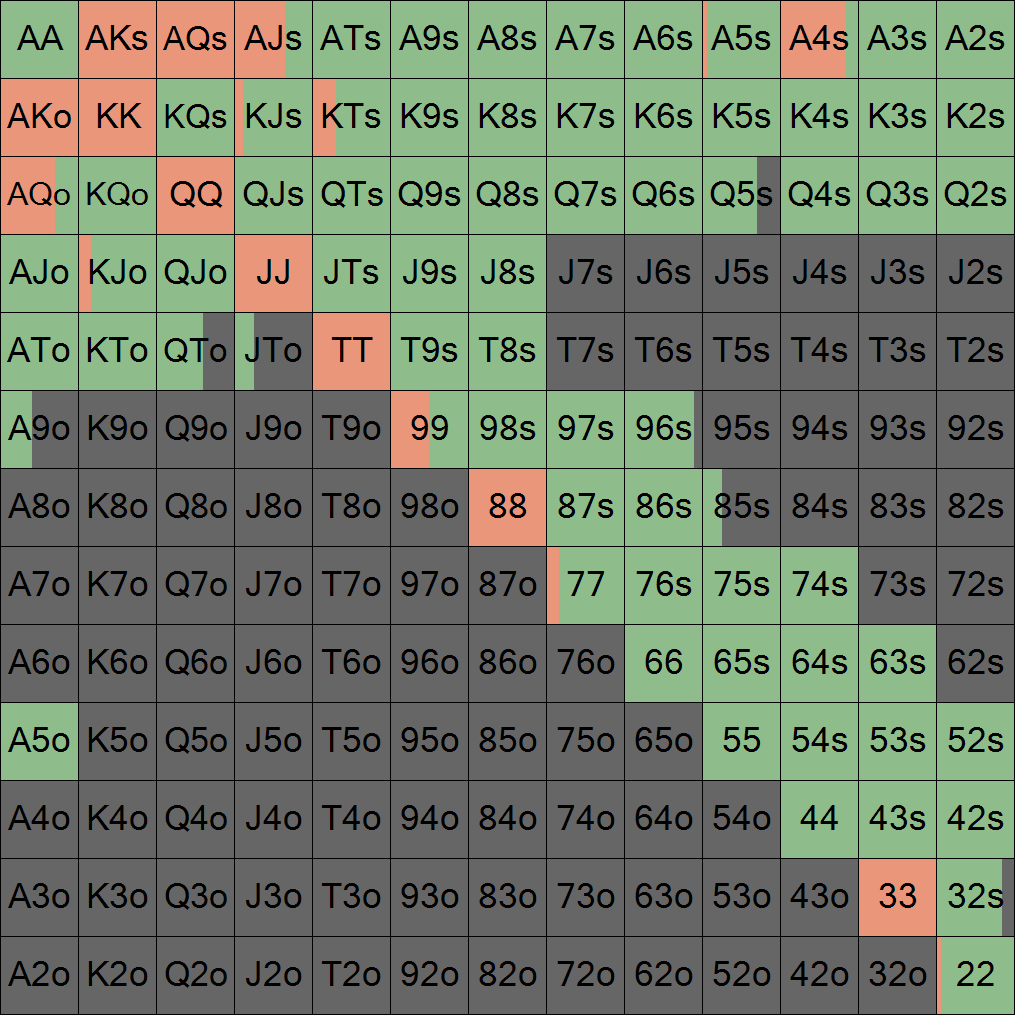 AA AKs AQs AJs ATs A9s A8s A7s A6s A5s A4s A3s A2s
AKo KK KQs KJs KTs K9s K8s K7s K6s K5s K4s K3s K2s
AQo KQo QQ QJs QTs Q9s Q8s Q7s Q6s Q5s Q4s Q3s Q2s
AJo KJo QJo JJ JTs J9s J8s J7s J6s J5s J4s J3s J2s
ATo KTo QTo JTo TT T9s T8s T7s T6s T5s T4s T3s T2s
A9o K9o Q9o J9o T9o 99 98s 97s 96s 95s 94s 93s 92s
A8o K8o Q8o J8o T8o 98o 88 87s 86s 85s 84s 83s 82s
A7o K7o Q7o J7o T7o 97o 87o 77 76s 75s 74s 73s 72s
A6o K6o Q6o J6o T6o 96o 86o 76o 66 65s 64s 63s 62s
A5o K5o Q5o J5o T5o 95o 85o 75o 65o 55 54s 53s 52s
A4o K4o Q4o J4o T4o 94o 84o 74o 64o 54o 44 43s 42s
A3o K3o Q3o J3o T3o 93o 83o 73o 63o 53o 43o 33 32s
A2o K2o Q2o J2o T2o 92o 82o 72o 62o 52o 42o 32o 22